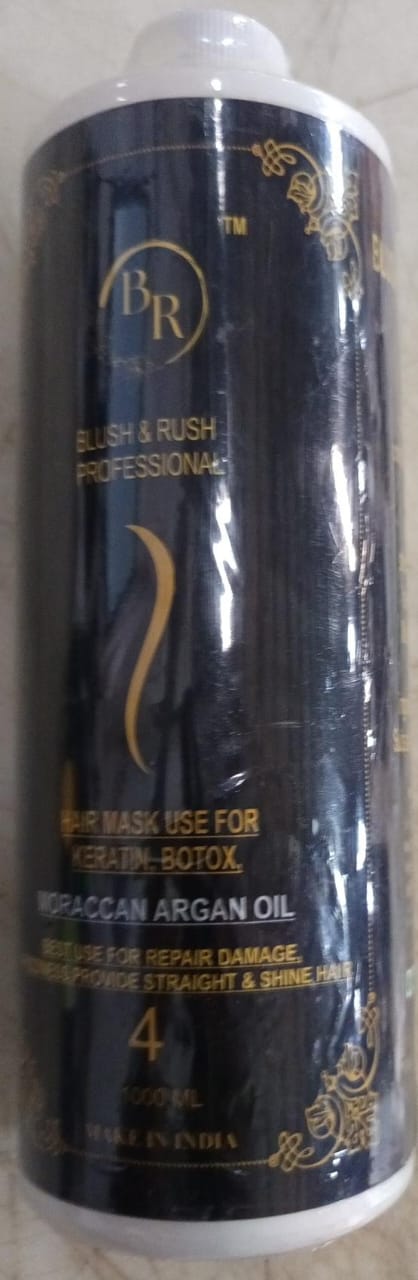 TM
BR
BLUSH & RUSH
PROFESSIONAL
HAIR MASK USE FOR
KERATIN, BOTOX,
MORACCAN ARGAN OIL
BEST USE FOR REPAIR DAMAGE,
PROVIDE STRAIGHT & SHINE HAIR
4
1000 ML
MAKE IN INDIA